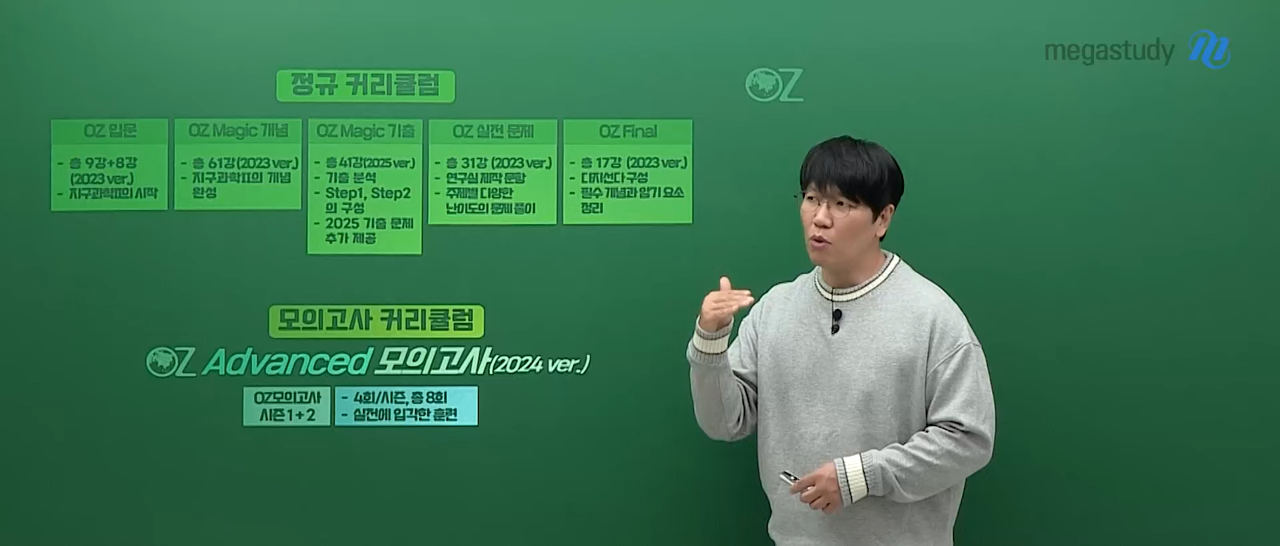 megastudy
정규 커리큘럼
OZ
OZ 입문
- 총 9강+8강
(2023 ver.)
- 지구과학II의 시작
OZ Magic 개념
- 총 61강(2023 ver.)
- 지구과학II의 개념
완성
OZ Magic 기출
- 총 41강(2025 ver.)
- 기출 분석
- Step1, Step2
의 구성
- 2025 기출 문제
추가 제공
OZ 실전 문제
- 총 31강 (2023 ver.)
- 연구실 제작 문항
- 주제별 다양한
난이도의 문제 풀이
OZ Final
- 총 17강 (2023 ver.)
- 다지선다 구성
- 필수 개념과 암기 요소
정리
모의고사 커리큘럼
OZ Advanced 모의고사(2024 ver.)
OZ모의고사
시즌 1 + 2
- 4회/시즌, 총 8회
- 실전에 입각한 훈련